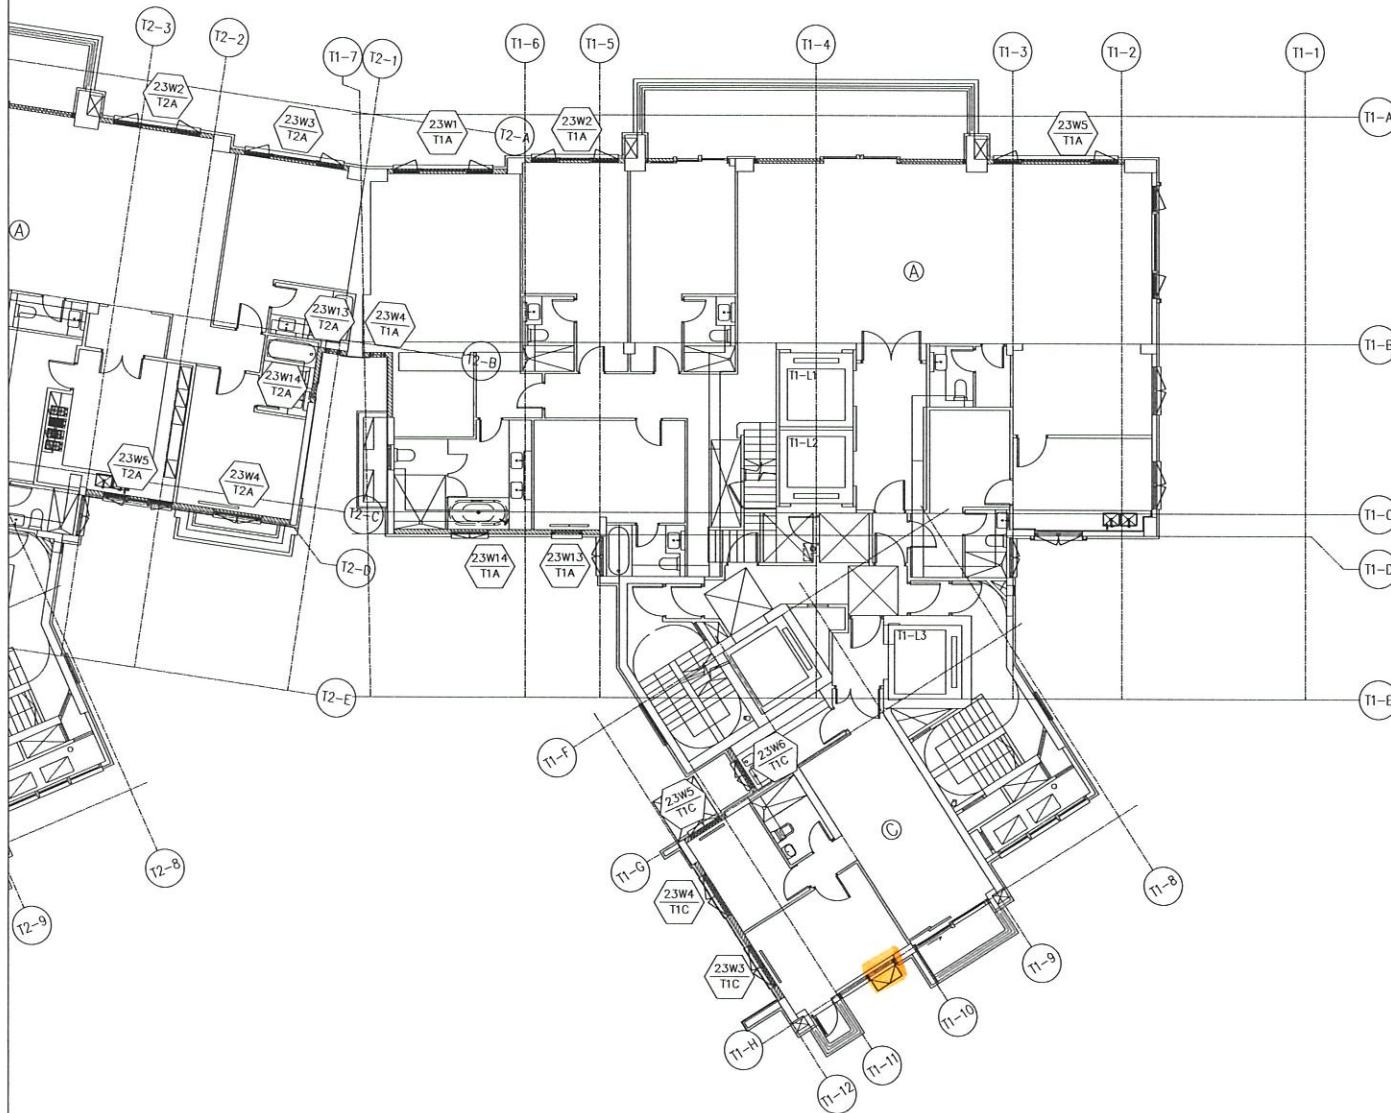 T2-3
T2-2
T1-7
T2-1
T1-6
T1-5
T1-4
T1-3
T1-2
T1-1
23W2
T2A
23W3
T2A
23W1
T1A
T2-A
23W2
T1A
23W5
T1A
T1-A
A
A
23W13
T2A
23W4
T1A
T2-B
T1-B
23W14
T2A
T1-L1
T1-L2
23W5
T2A
23W4
T2A
T2-C
T1-C
T2-D
23W14
T1A
23W13
T1A
T1-D
T1-L3
T2-E
T1-E
T1-F
23W6
T1C
23W5
T1C
C
T2-8
T1-G
T1-8
23W4
T1C
T2-9
23W3
T1C
T1-9
T1-10
T1-H
T1-11
T1-12